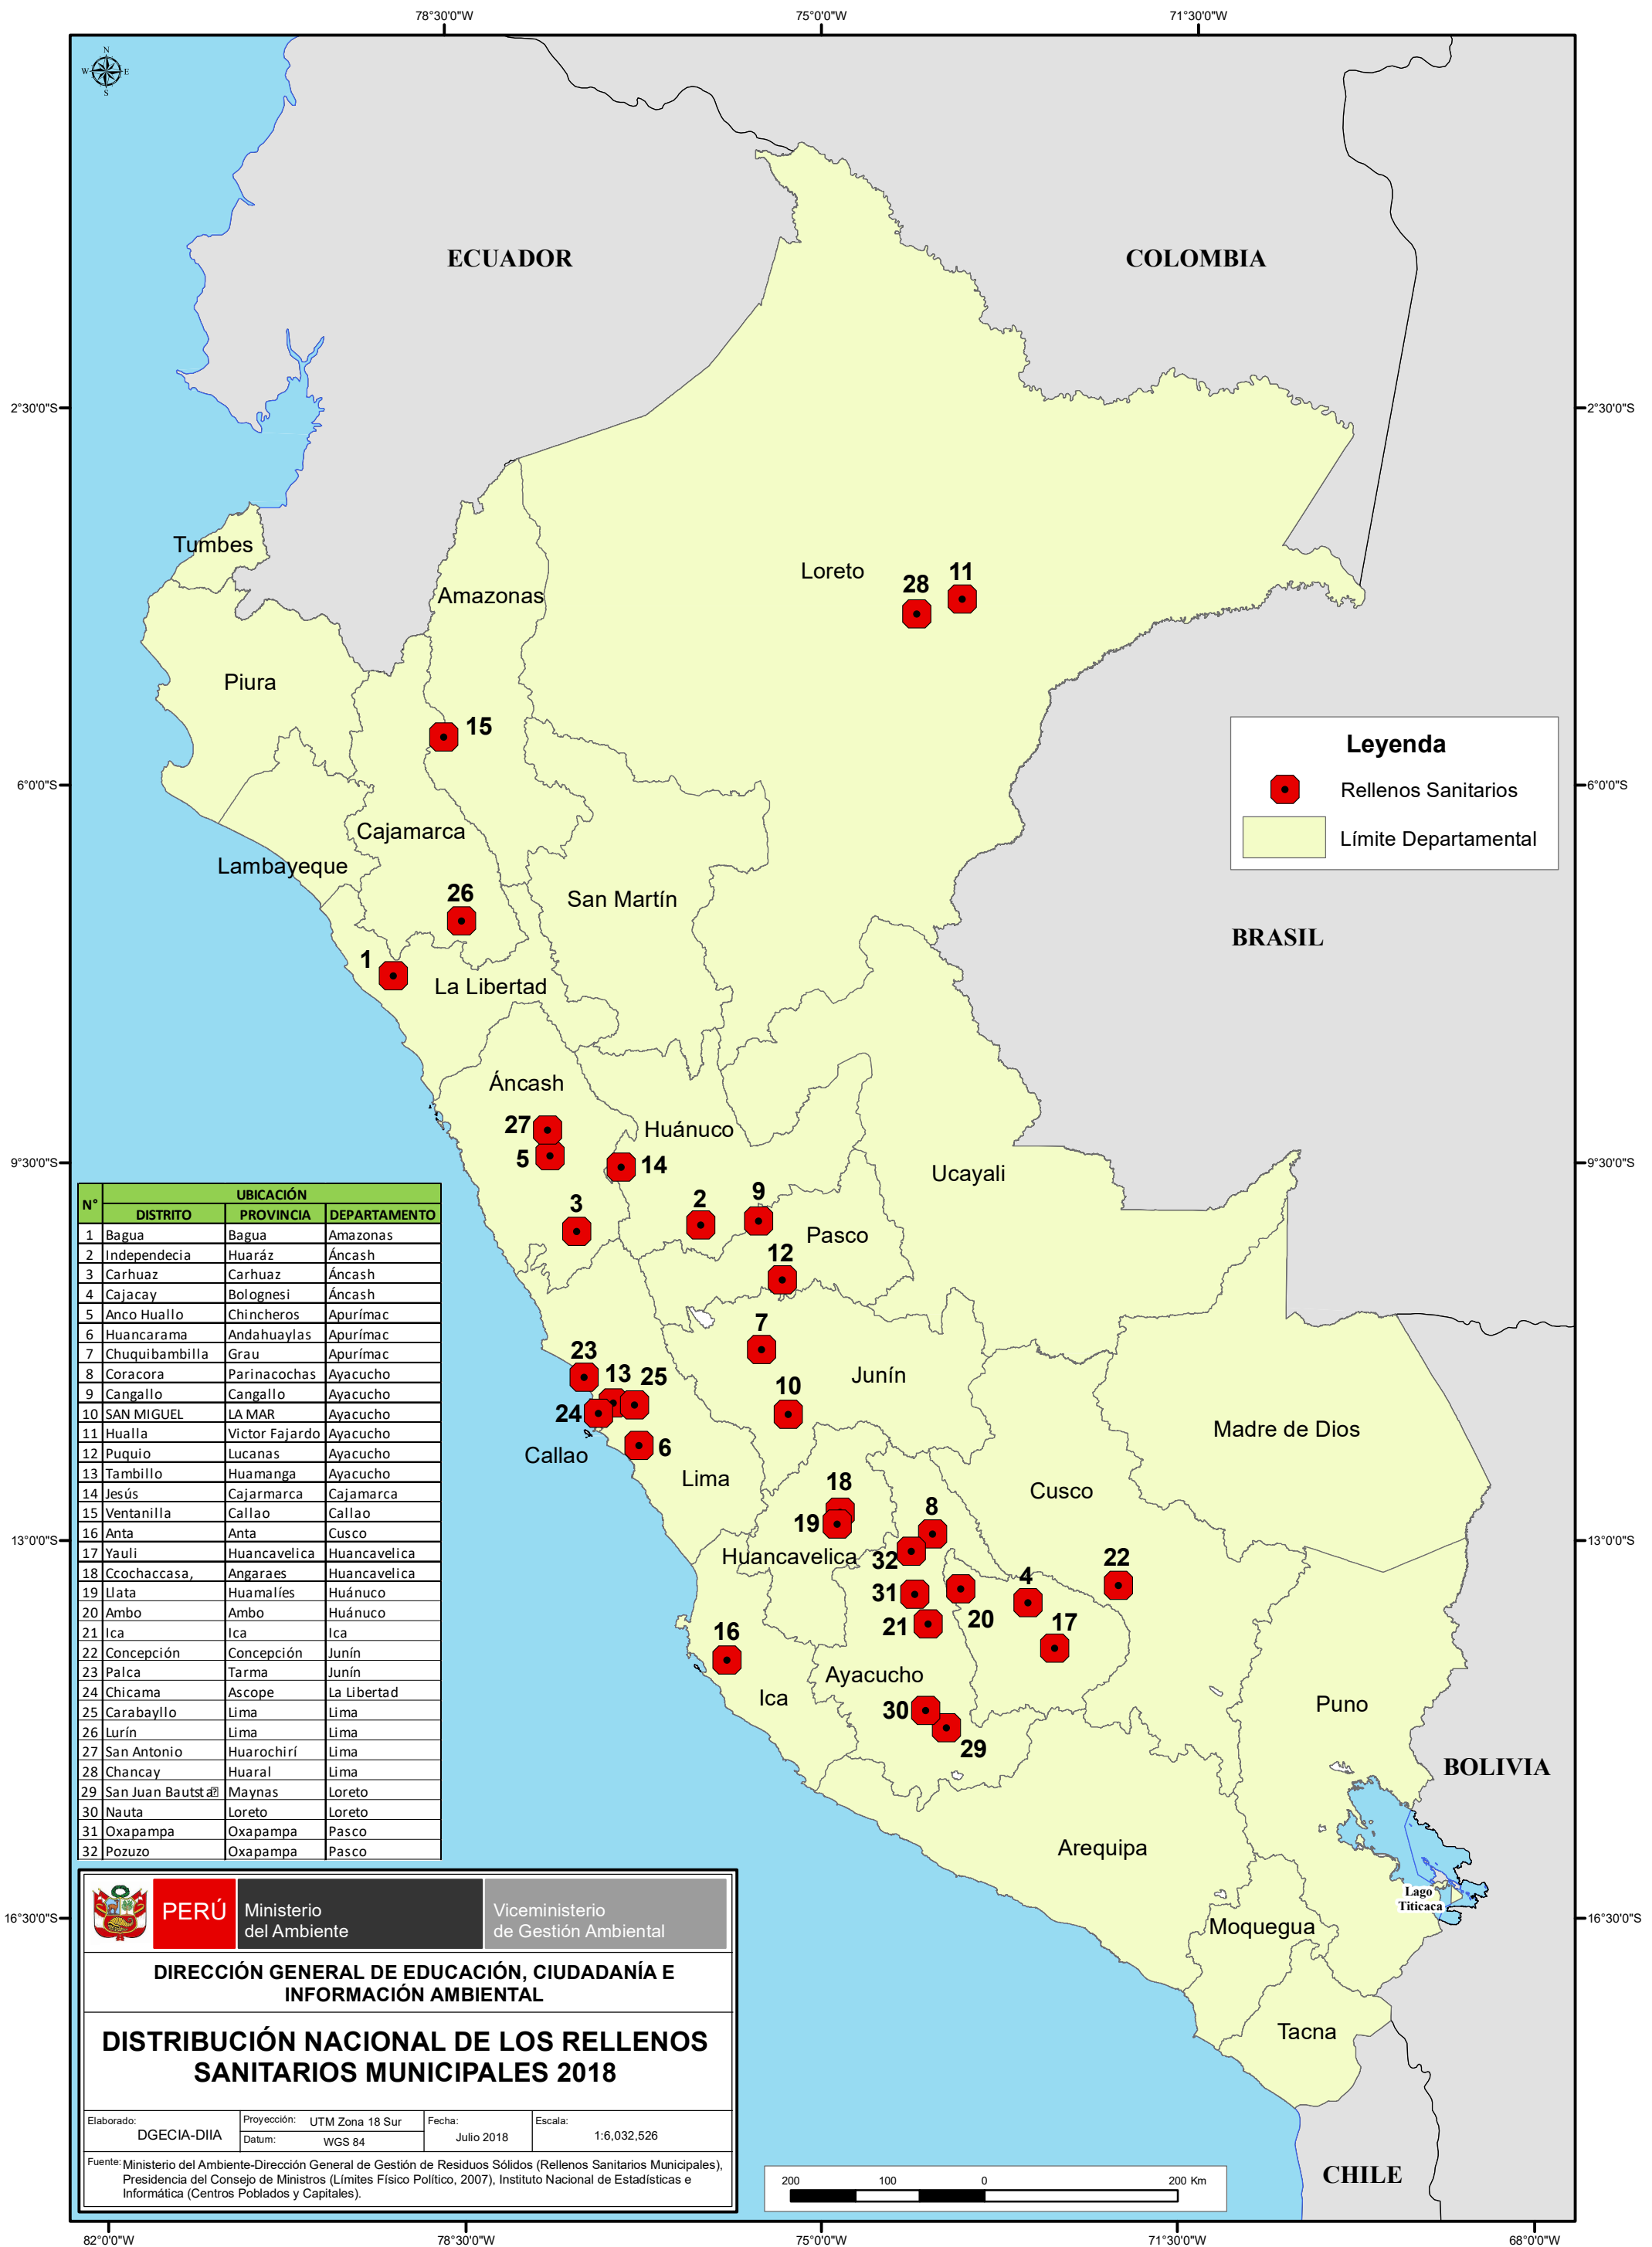 78°30'0"W 75°0'0"W 71°30'0"W
N
W E
S
ECUADOR
COLOMBIA
2°30'0"S 2°30'0"S
Tumbes
Loreto
28 11
Amazonas
Piura
15
Leyenda
Rellenos Sanitarios
Límite Departamental
6°0'0"S 6°0'0"S
Cajamarca
Lambayeque
26
San Martín
BRASIL
1
La Libertad
Áncash
27
Huánuco
5
14
9°30'0"S 9°30'0"S
Ucayali
3
2
9
Pasco
12
7
Junín
23
13
25
10
24
Callao
6
Lima
Madre de Dios
18
Cusco
8
19
13°0'0"S 13°0'0"S
Huancavelica
32
22
4
31
20
21
17
16
Ayacucho
Ica
30
29
Puno
BOLIVIA
Arequipa
Lago
Titicaca
16°30'0"S 16°30'0"S
Moquegua
Tacna
CHILE
N° UBICACIÓN
DISTRITO PROVINCIA DEPARTAMENTO
1 Bagua Bagua Amazonas
2 Independecia Huaráz Áncash
3 Carhuaz Carhuaz Áncash
4 Cajacay Bolognesi Áncash
5 Anco Huallo Chincheros Apurímac
6 Huancarama Andahuaylas Apurímac
7 Chuquibambilla Grau Apurímac
8 Coracora Parinacochas Ayacucho
9 Cangallo Cangallo Ayacucho
10 SAN MIGUEL LA MAR Ayacucho
11 Hualla Victor Fajardo Ayacucho
12 Puquio Lucanas Ayacucho
13 Tambillo Huamanga Ayacucho
14 Jesús Cajarmarca Cajamarca
15 Ventanilla Callao Callao
16 Anta Anta Cusco
17 Yauli Huancavelica Huancavelica
18 Ccochaccasa, Angaraes Huancavelica
19 Llata Huamalíes Huánuco
20 Ambo Ambo Huánuco
21 Ica Ica Ica
22 Concepción Concepción Junín
23 Palca Tarma Junín
24 Chicama Ascope La Libertad
25 Carabayllo Lima Lima
26 Lurín Lima Lima
27 San Antonio Huarochirí Lima
28 Chancay Huaral Lima
29 San Juan Bautsta Maynas Loreto
30 Nauta Loreto Loreto
31 Oxapampa Oxapampa Pasco
32 Pozuzo Oxapampa Pasco
PERÚ
Ministerio
del Ambiente
Viceministerio
de Gestión Ambiental
DIRECCIÓN GENERAL DE EDUCACIÓN, CIUDADANÍA E
INFORMACIÓN AMBIENTAL
DISTRIBUCIÓN NACIONAL DE LOS RELLENOS
SANITARIOS MUNICIPALES 2018
Elaborado: DGECIA-DIIA
Proyección: UTM Zona 18 Sur
Datum: WGS 84
Fecha: Julio 2018
Escala: 1:6,032,526
Fuente: Ministerio del Ambiente-Dirección General de Gestión de Residuos Sólidos (Rellenos Sanitarios Municipales),
Presidencia del Consejo de Ministros (Límites Físico Político, 2007), Instituto Nacional de Estadísticas e
Informática (Centros Poblados y Capitales).
200 100 0 200 Km
82°0'0"W 78°30'0"W 75°0'0"W 71°30'0"W 68°0'0"W